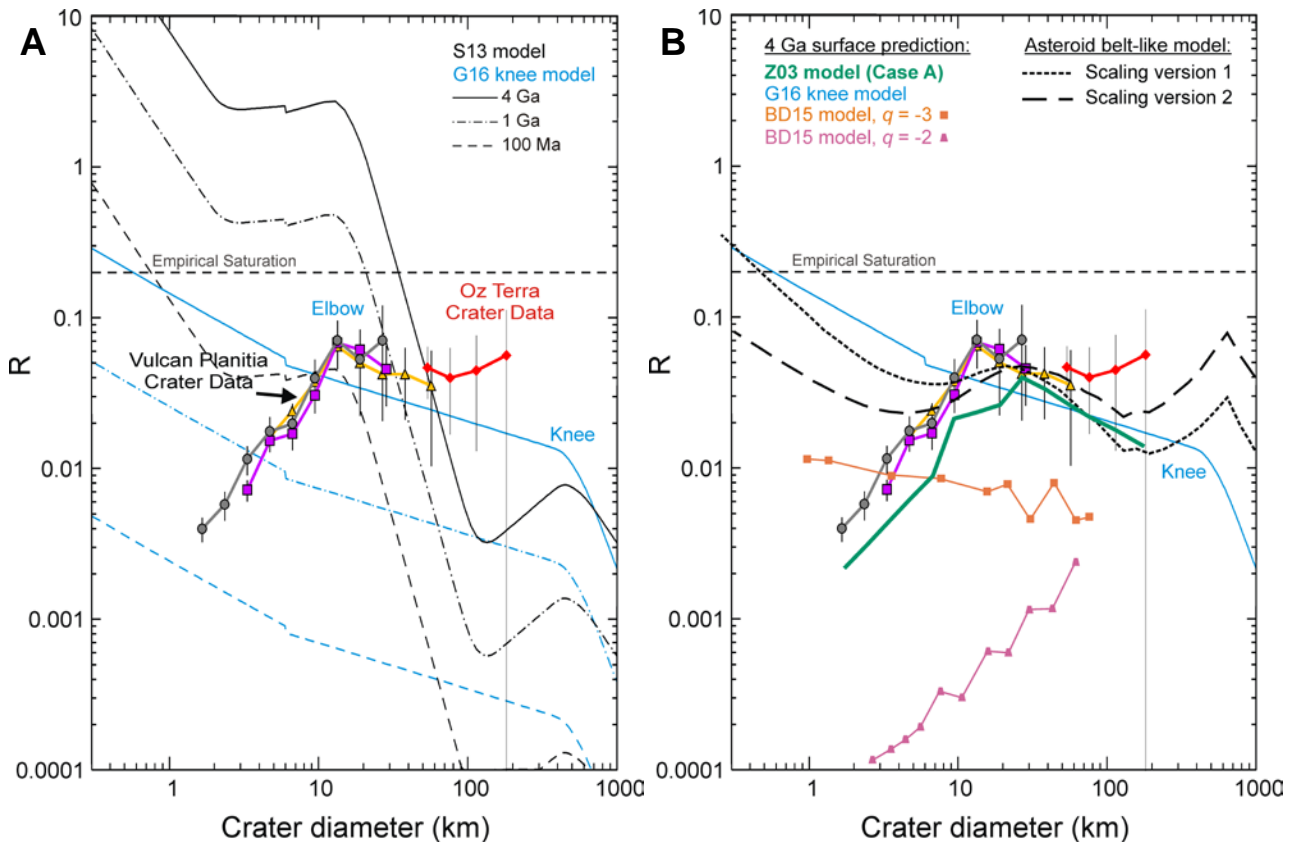 A
10
1
0.1
0.01
0.001
0.0001
R
S13 model
G16 knee model
4 Ga
1 Ga
100 Ma
Empirical Saturation
Elbow
Oz Terra
Crater Data
Vulcan Planitia
Crater Data
Knee
1
10
100
1000
Crater diameter (km)
B
10
1
0.1
0.01
0.001
0.0001
R
4 Ga surface prediction:
Z03 model (Case A)
G16 knee model
BD15 model, q = -3
BD15 model, q = -2
Asteroid belt-like model:
Scaling version 1
Scaling version 2
Empirical Saturation
Elbow
Knee
1
10
100
1000
Crater diameter (km)